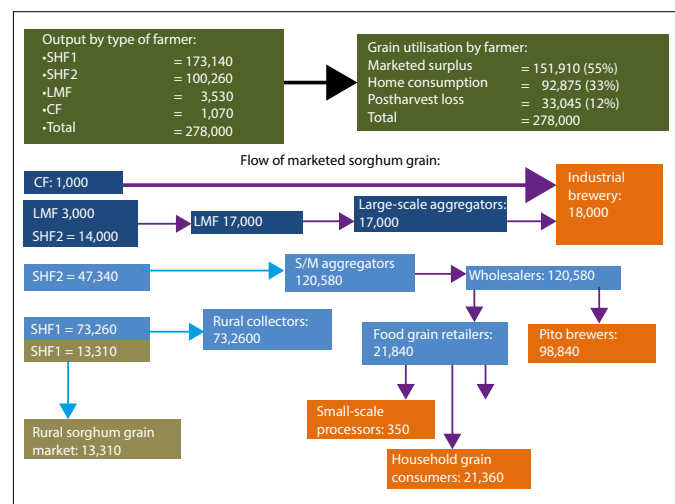 Output by type of farmer:
•SHF1 = 173,140
•SHF2 = 100,260
•LMF = 3,530
•CF = 1,070
•Total = 278,000
Grain utilisation by farmer:
Marketed surplus = 151,910 (55%)
Home consumption = 92,875 (33%)
Postharvest loss = 33,045 (12%)
Total = 278,000
Flow of marketed sorghum grain:
CF: 1,000
Industrial
brewery:
18,000
LMF 3,000
SHF2 = 14,000
LMF 17,000
Large-scale aggregators:
17,000
SHF2 = 47,340
S/M aggregators
120,580
Wholesalers: 120,580
SHF1 = 73,260
SHF1 = 13,310
Rural collectors:
73,2600
Food grain retailers:
21,840
Pito brewers:
98,840
Rural sorghum grain
market: 13,310
Small-scale
processors: 350
Household grain
consumers: 21,360